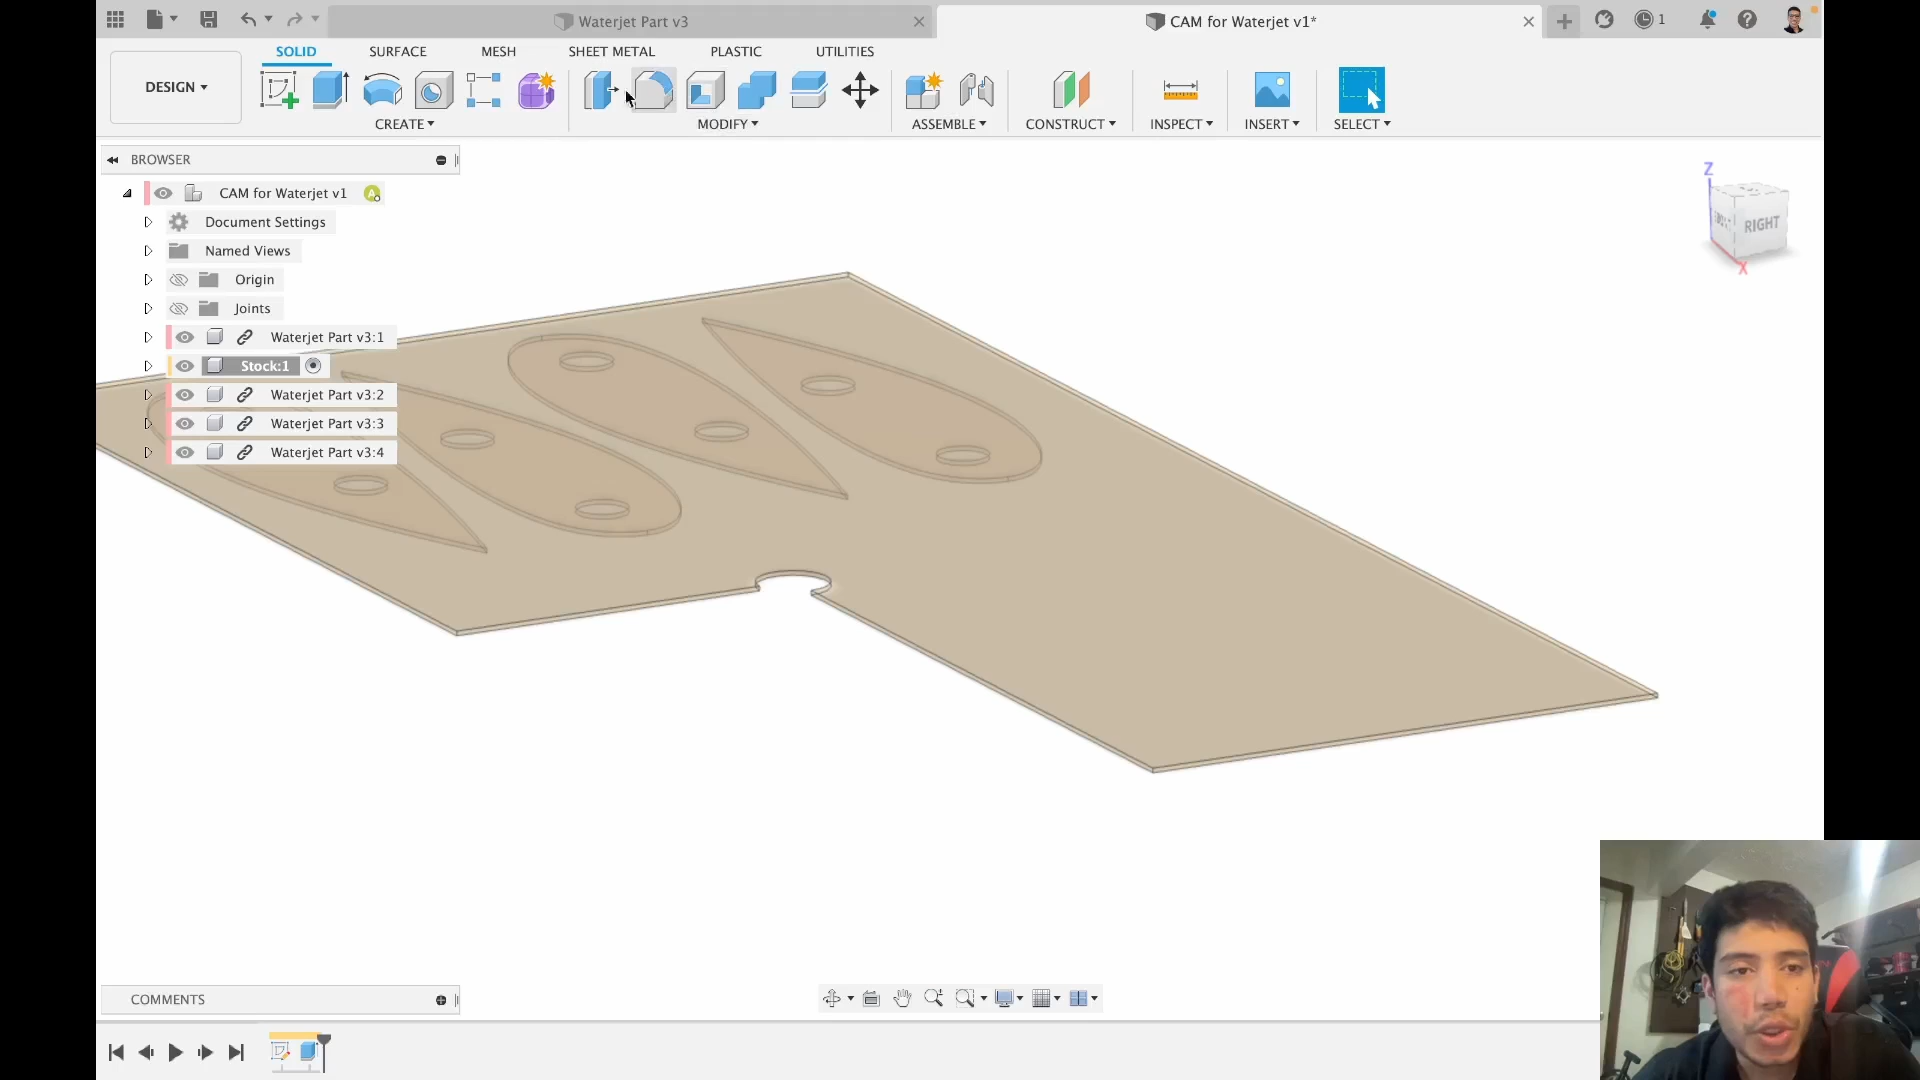 Waterjet Part v3
CAM for Waterjet v1*
1
DESIGN
SOLID
SURFACE
MESH
SHEET METAL
PLASTIC
UTILITIES
CREATE
MODIFY
ASSEMBLE
CONSTRUCT
INSPECT
INSERT
SELECT
BROWSER
CAM for Waterjet v1
Document Settings
Named Views
Origin
Joints
Waterjet Part v3:1
Stock:1
Waterjet Part v3:2
Waterjet Part v3:3
Waterjet Part v3:4
Z
RIGHT
X
COMMENTS